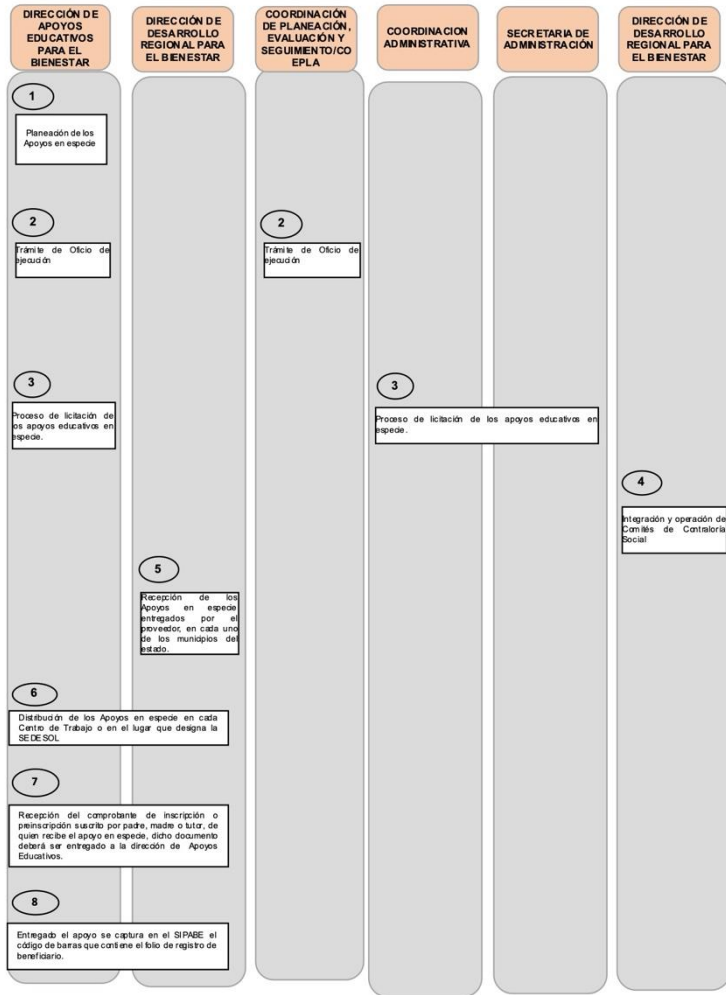 DIRECCIÓN DE
APOYOS
EDUCATIVOS
PARA EL
BIENESTAR
DIRECCIÓN DE
DESARROLLO
REGIONAL PARA
EL BIENESTAR
COORDINACIÓN
DE PLANEACIÓN,
EVALUACIÓN Y
SEGUIMIENTO/CO
EPLA
COORDINACION
ADMINISTRATIVA
SECRETARIA DE
ADMINISTRACIÓN
DIRECCIÓN DE
DESARROLLO
REGIONAL PARA
EL BIENESTAR
1
Planeación de los
Apoyos en especie
2
Trámite de Oficio de
ejecución
2
Trámite de Oficio de
ejecución
3
Proceso de licitación de
los apoyos educativos en
especie.
3
Proceso de licitación de los apoyos educativos en
especie.
4
Integración y operación de
Comités de Contraloría
Social
5
Recepción de los
Apoyos en especie
entregados por el
proveedor, en cada uno
de los municipios del
estado.
6
Distribución de los Apoyos en especie en cada
Centro de Trabajo o en el lugar que designa la
SEDESOL
7
Recepción del comprobante de inscripción o
preinscripción suscrito por padre, madre o tutor, de
quien recibe el apoyo en especie, dicho documento
deberá ser entregado a la dirección de Apoyos
Educativos.
8
Entregado el apoyo se captura en el SIPABE el
código de barras que contiene el folio de registro de
beneficiario.